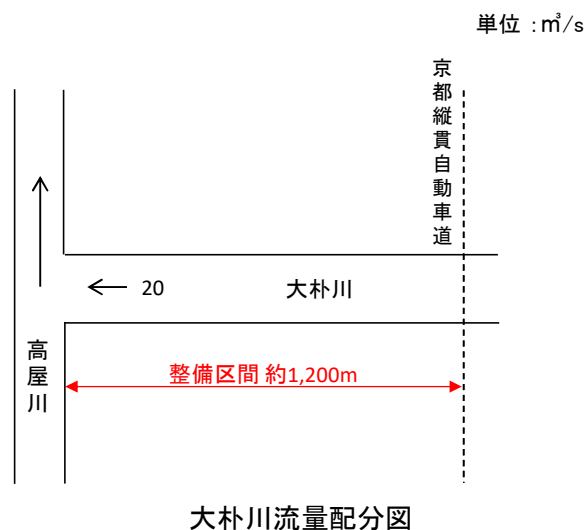 単位：㎥/s
京都縦貫自動車道
20
大朴川
高屋川
整備区間 約1,200m
大朴川流量配分図